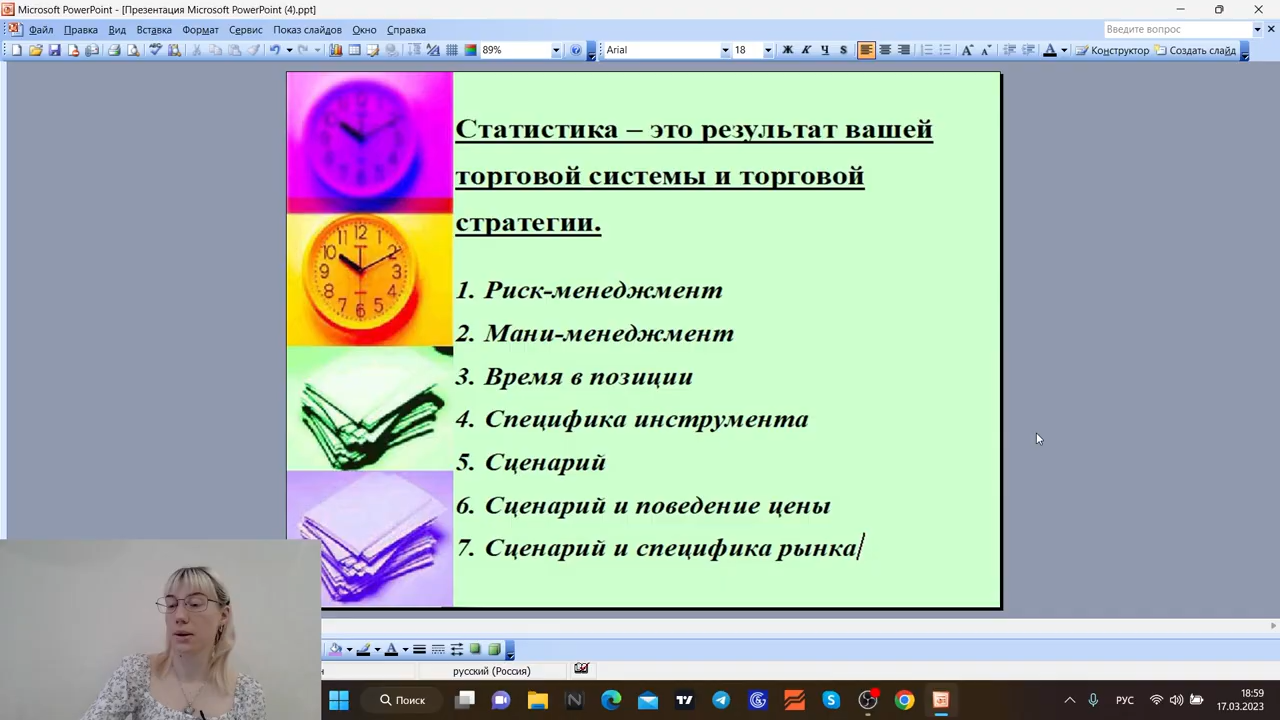 Microsoft PowerPoint - [Презентация Microsoft PowerPoint (4).ppt]
Файл Правка Вид Вставка Формат Сервис Показ слайдов Окно Справка
Введите вопрос
89%
Arial
18
Ж К Ч S
Конструктор
Создать слайд
Статистика – это результат вашей
торговой системы и торговой
стратегии.
1. Риск-менеджмент
2. Мани-менеджмент
3. Время в позиции
4. Специфика инструмента
5. Сценарий
6. Сценарий и поведение цены
7. Сценарий и специфика рынка
русский (Россия)
Поиск
РУС
18:59
17.03.2023